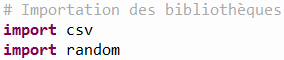 # Importation des bibliothèques
import csv
import random